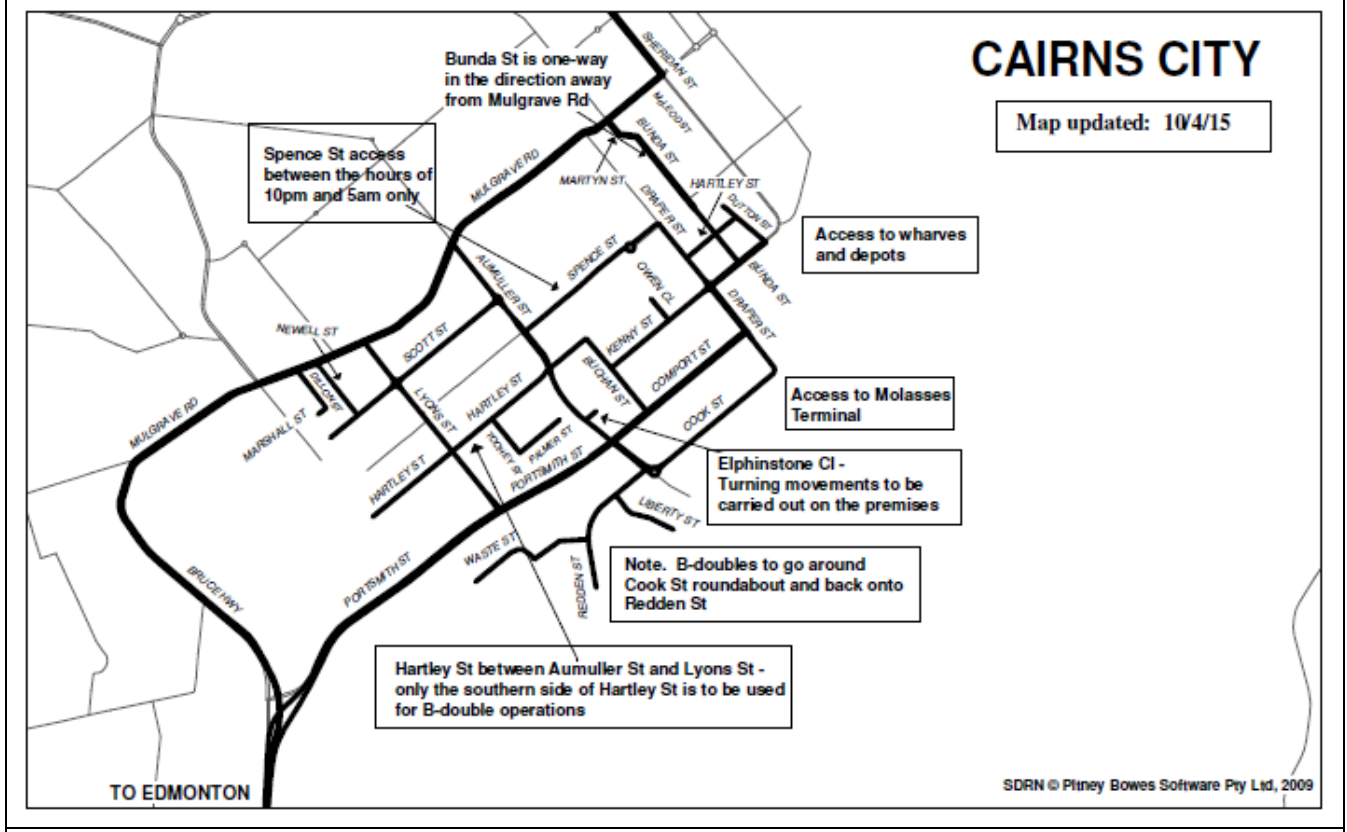 CAIRNS CITY
Map updated: 10/4/15
Bunda St is one-way
in the direction away
from Mulgrave Rd
SHERIDAN ST
McLEOD ST
BUNDA ST
Spence St access
between the hours of
10pm and 5am only
MULGRAVE RD
MARTYN ST
HARTLEY ST
DRAPER ST
DUTTON ST
Access to wharves
and depots
SPENCE ST
AUMULLER ST
OWEN CL
BUNDA ST
DRAPER ST
NEWELL ST
SCOTT ST
KENNY ST
COMPORT ST
BUCHAN ST
HARTLEY ST
DILLON ST
LYONS ST
COOK ST
Access to Molasses
Terminal
MULGRAVE RD
MARSHALL ST
TOOHEY ST
PALMER ST
PORTSMITH ST
HARTLEY ST
Elphinstone Cl -
Turning movements to be
carried out on the premises
LIBERTY ST
WASTE ST
REDDEN ST
Note. B-doubles to go around
Cook St roundabout and back onto
Redden St
BRUCE HWY
PORTSMITH ST
Hartley St between Aumuller St and Lyons St -
only the southern side of Hartley St is to be used
for B-double operations
TO EDMONTON
SDRN © Pitney Bowes Software Pty Ltd, 2009